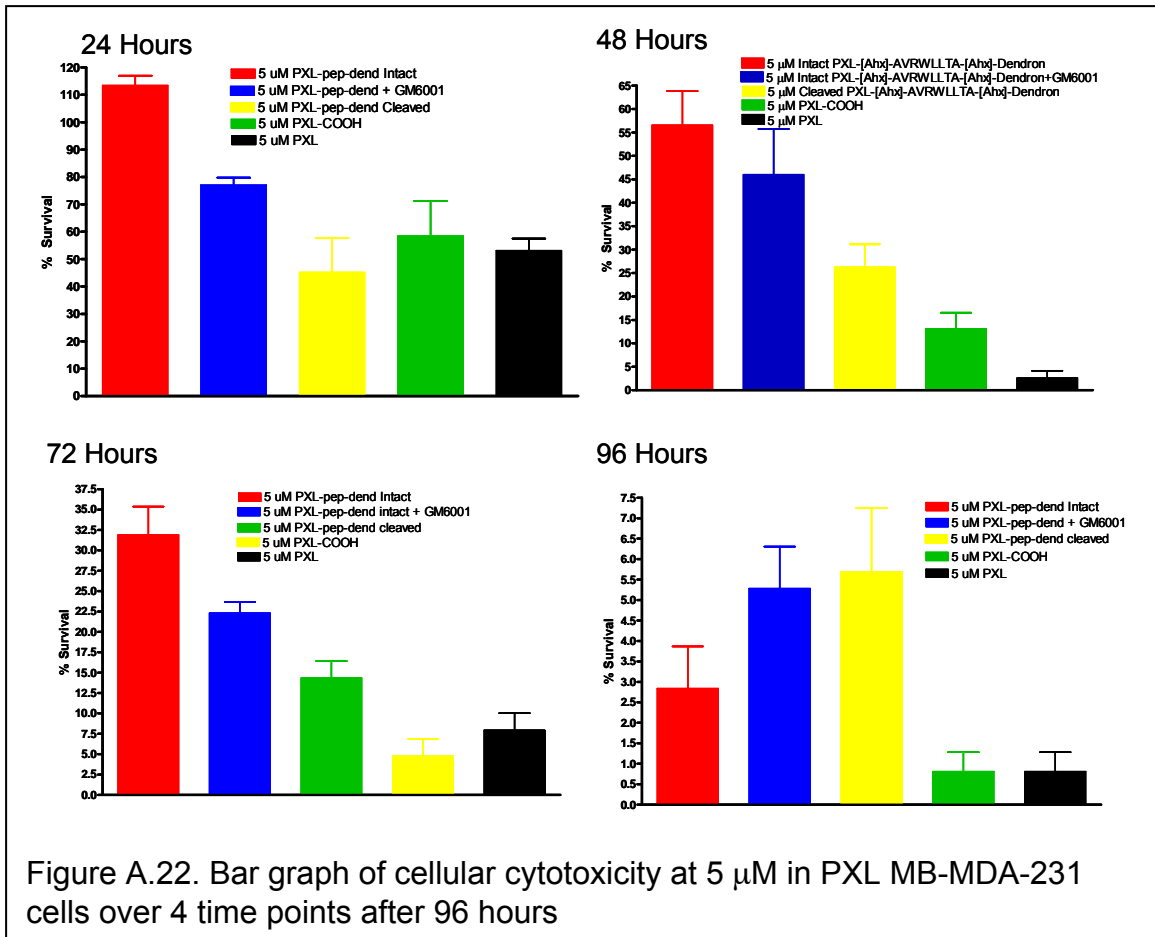 24 Hours
5 uM PXL-pep-dend Intact
5 uM PXL-pep-dend + GM6001
5 uM PXL-pep-dend Cleaved
5 uM PXL-COOH
5 uM PXL
120
110
100
90
80
70
60
50
40
30
20
10
0
% Survival
48 Hours
5 μM Intact PXL-[Ahx]-AVRWLLTA-[Ahx]-Dendron
5 μM Intact PXL-[Ahx]-AVRWLLTA-[Ahx]-Dendron+GM6001
5 μM Cleaved PXL-[Ahx]-AVRWLLTA-[Ahx]-Dendron
5 μM PXL-COOH
5 μM PXL
65
60
55
50
45
40
35
30
25
20
15
10
5
0
% Survival
72 Hours
5 uM PXL-pep-dend Intact
5 uM PXL-pep-dend intact + GM6001
5 uM PXL-pep-dend cleaved
5 uM PXL-COOH
5 uM PXL
37.5
35.0
32.5
30.0
27.5
25.0
22.5
20.0
17.5
15.0
12.5
10.0
7.5
5.0
2.5
0.0
% Survival
96 Hours
5 uM PXL-pep-dend Intact
5 uM PXL-pep-dend + GM6001
5 uM PXL-pep-dend cleaved
5 uM PXL-COOH
5 uM PXL
7.5
7.0
6.5
6.0
5.5
5.0
4.5
4.0
3.5
3.0
2.5
2.0
1.5
1.0
0.5
0.0
% Survival
Figure A.22. Bar graph of cellular cytotoxicity at 5 μM in PXL MB-MDA-231
cells over 4 time points after 96 hours